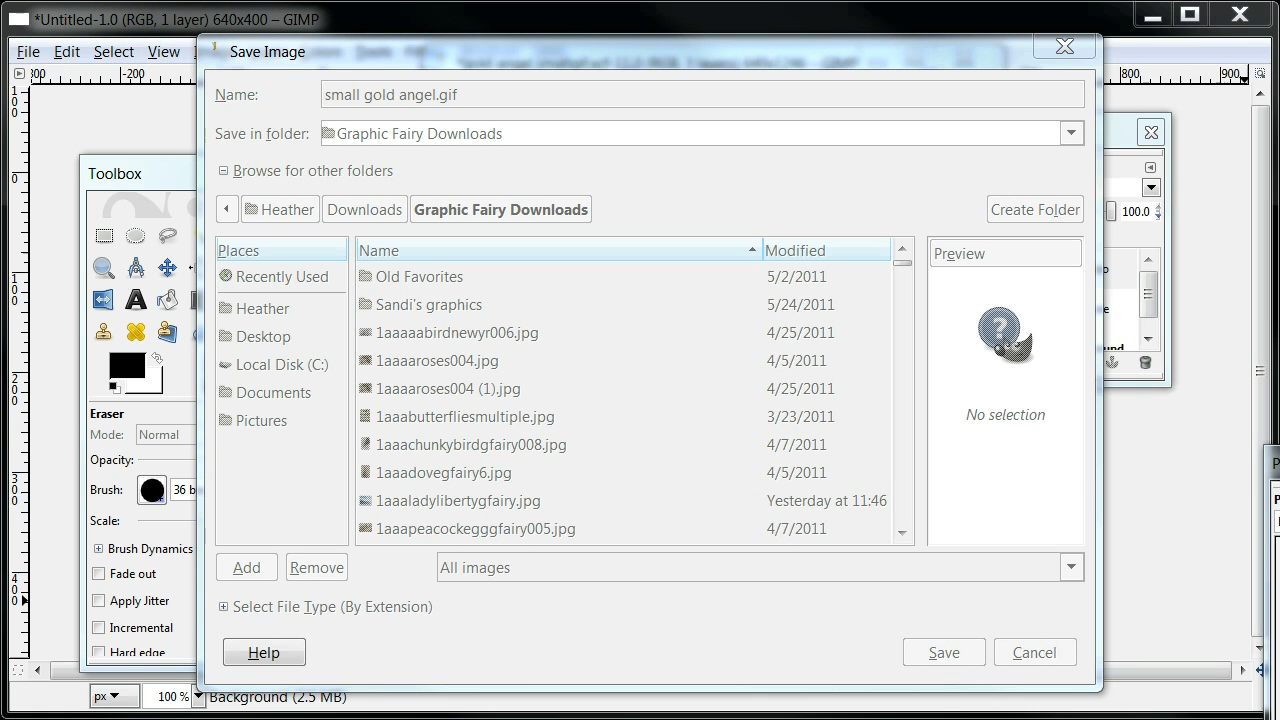 *Untitled-1.0 (RGB, 1 layer) 640x400 – GIMP
File Edit Select View
Save Image
-200
800
900
Name: small gold angel.gif
Save in folder: Graphic Fairy Downloads
Browse for other folders
Heather Downloads Graphic Fairy Downloads Create Folder
Toolbox
100.0
Places
Recently Used
Heather
Desktop
Local Disk (C:)
Documents
Pictures
Name Modified
Old Favorites 5/2/2011
Sandi's graphics 5/24/2011
1aaaaabirdnewyr006.jpg 4/25/2011
1aaaaroses004.jpg 4/5/2011
1aaaaroses004 (1).jpg 4/25/2011
1aaabutterfliesmultiple.jpg 3/23/2011
1aaachunkybirdgfairy008.jpg 4/7/2011
1aaadovegfairy6.jpg 4/5/2011
1aaaladylibertygfairy.jpg Yesterday at 11:46
1aaapeacockegggfairy005.jpg 4/7/2011
Preview
No selection
Eraser
Mode: Normal
Opacity:
Brush: 36 b
Scale:
Brush Dynamics
Fade out
Apply Jitter
Incremental
Hard edge
Add Remove All images
Select File Type (By Extension)
Help Save Cancel
px 100 % Background (2.5 MB)